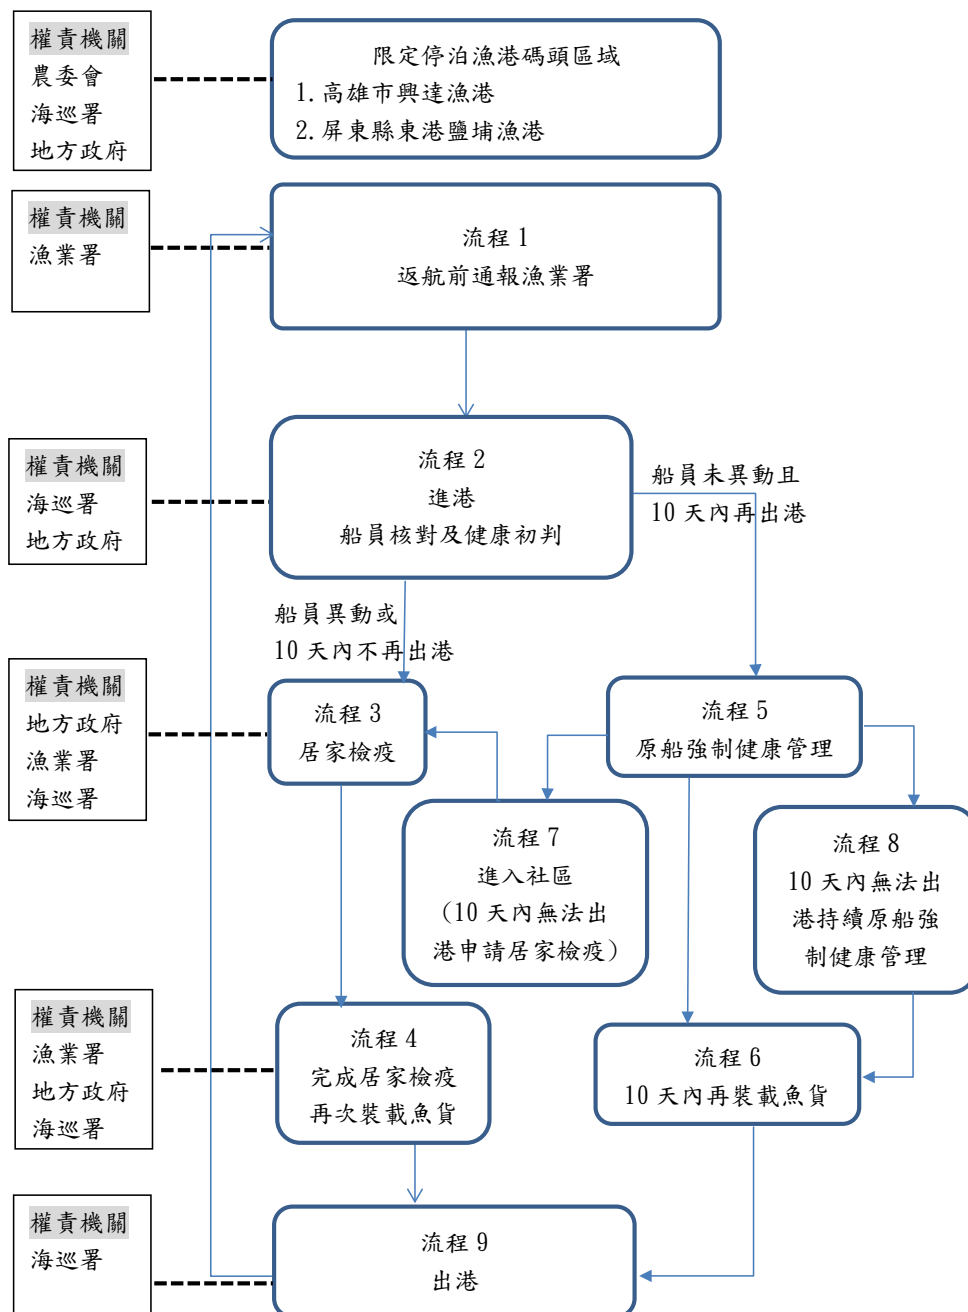 權責機關
農委會
海巡署
地方政府
限定停泊漁港碼頭區域
1.高雄市興達漁港
2.屏東縣東港鹽埔漁港
權責機關
漁業署
流程 1
返航前通報漁業署
權責機關
海巡署
地方政府
流程 2
進港
船員核對及健康初判
船員未異動且
10 天內再出港
船員異動或
10 天內不再出港
權責機關
地方政府
漁業署
海巡署
流程 3
居家檢疫
流程 5
原船強制健康管理
流程 7
進入社區
(10 天內無法出
港申請居家檢疫)
流程 8
10 天內無法出
港持續原船強
制健康管理
權責機關
漁業署
地方政府
海巡署
流程 4
完成居家檢疫
再次裝載魚貨
流程 6
10 天內再裝載魚貨
權責機關
海巡署
流程 9
出港